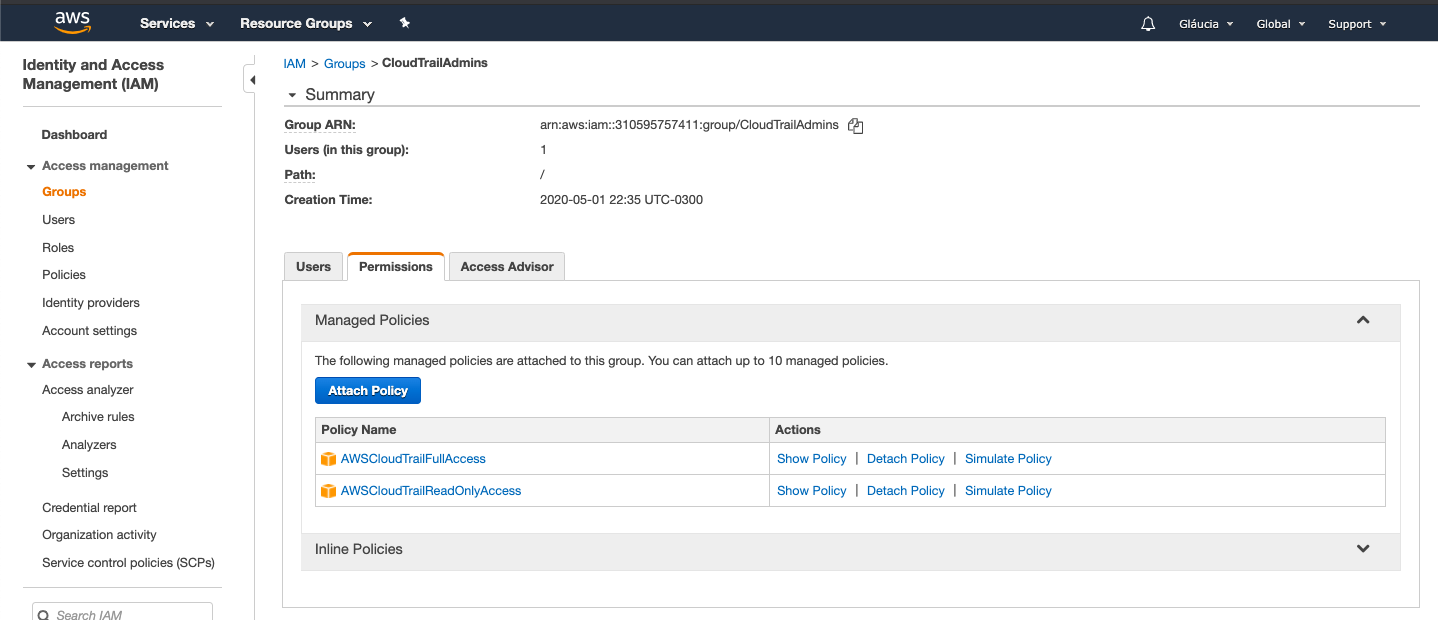 aws Services Resource Groups Gláucia Global Support
Identity and Access
Management (IAM)
Dashboard
Access management
Groups
Users
Roles
Policies
Identity providers
Account settings
Access reports
Access analyzer
Archive rules
Analyzers
Settings
Credential report
Organization activity
Service control policies (SCPs)
Search IAM
IAM > Groups > CloudTrailAdmins
Summary
Group ARN: arn:aws:iam::310595757411:group/CloudTrailAdmins
Users (in this group): 1
Path: /
Creation Time: 2020-05-01 22:35 UTC-0300
Users Permissions Access Advisor
Managed Policies
The following managed policies are attached to this group. You can attach up to 10 managed policies.
Attach Policy
Policy Name Actions
AWSCloudTrailFullAccess Show Policy | Detach Policy | Simulate Policy
AWSCloudTrailReadOnlyAccess Show Policy | Detach Policy | Simulate Policy
Inline Policies